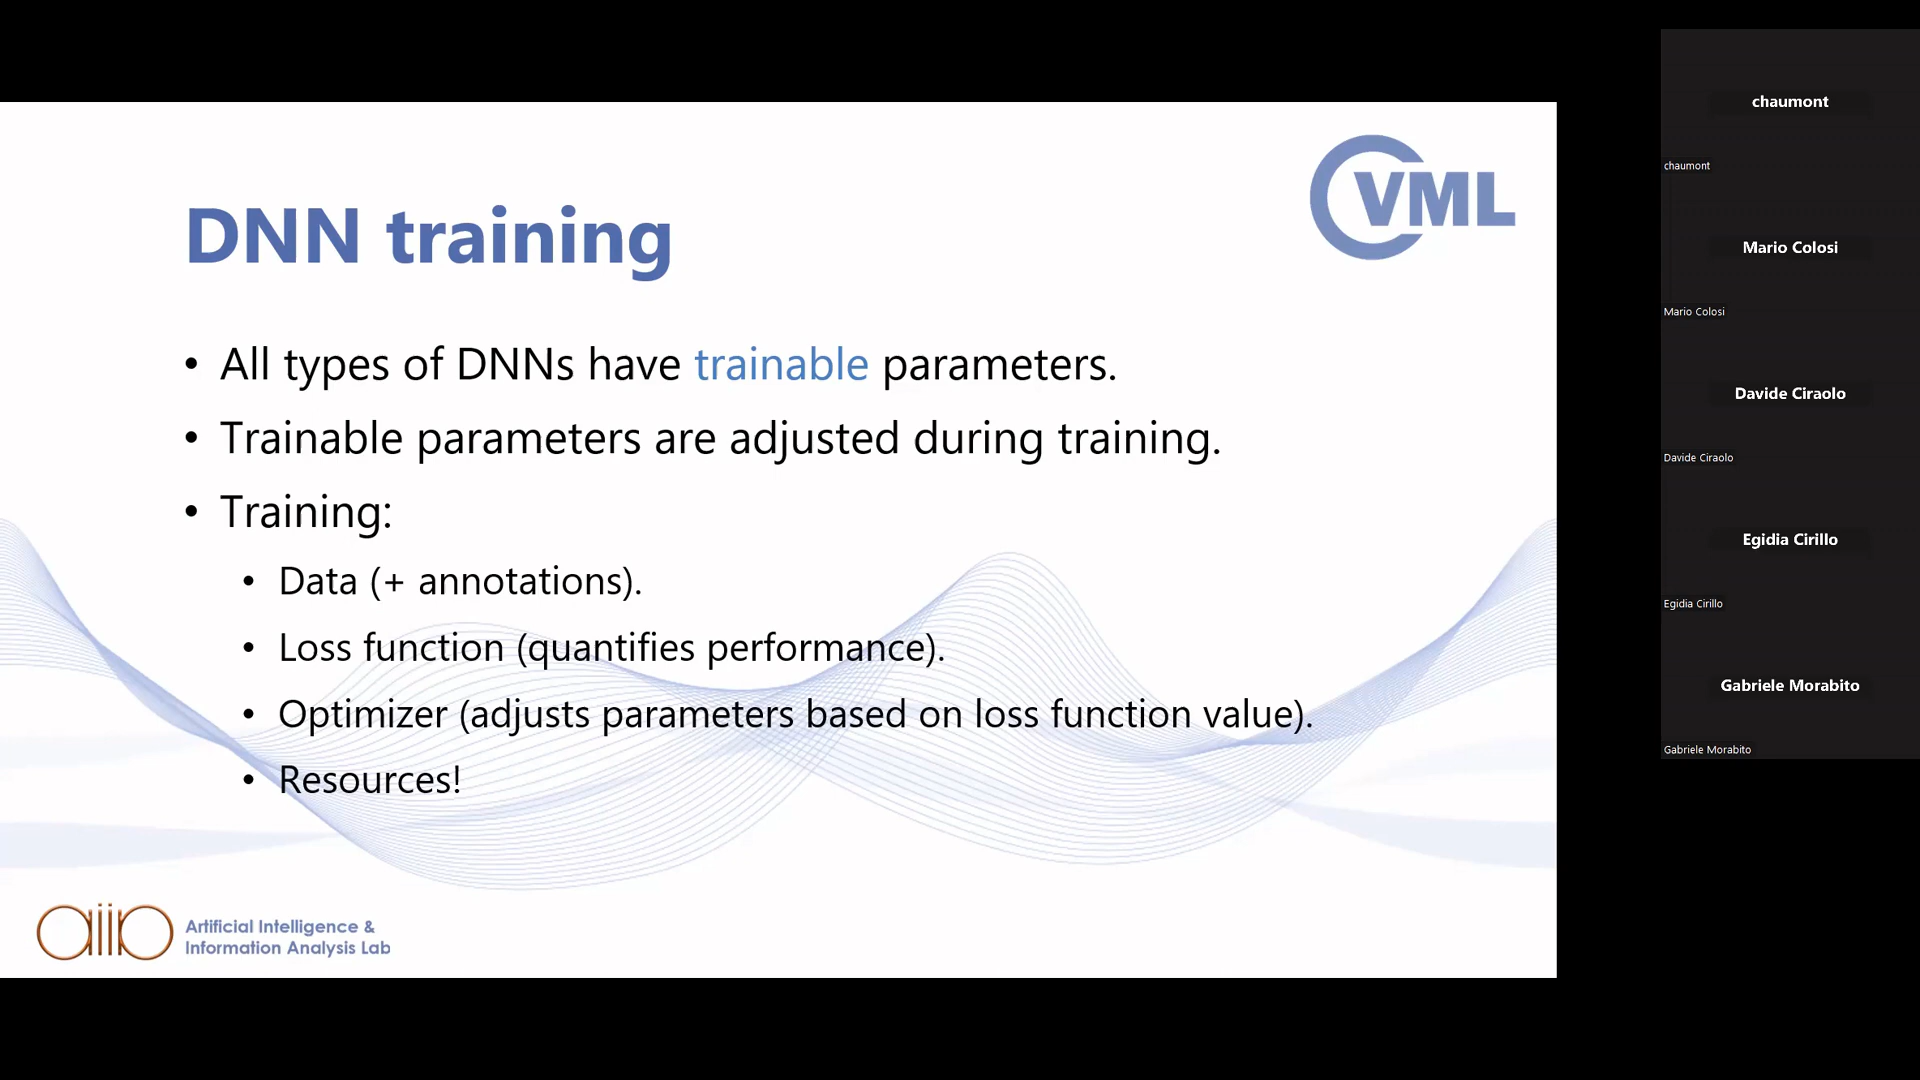 CVML
DNN training
• All types of DNNs have trainable parameters.
• Trainable parameters are adjusted during training.
• Training:
• Data (+ annotations).
• Loss function (quantifies performance).
• Optimizer (adjusts parameters based on loss function value).
• Resources!
aiia
Artificial Intelligence &
Information Analysis Lab
chaumont
chaumont
Mario Colosi
Mario Colosi
Davide Ciraolo
Davide Ciraolo
Egidia Cirillo
Egidia Cirillo
Gabriele Morabito
Gabriele Morabito